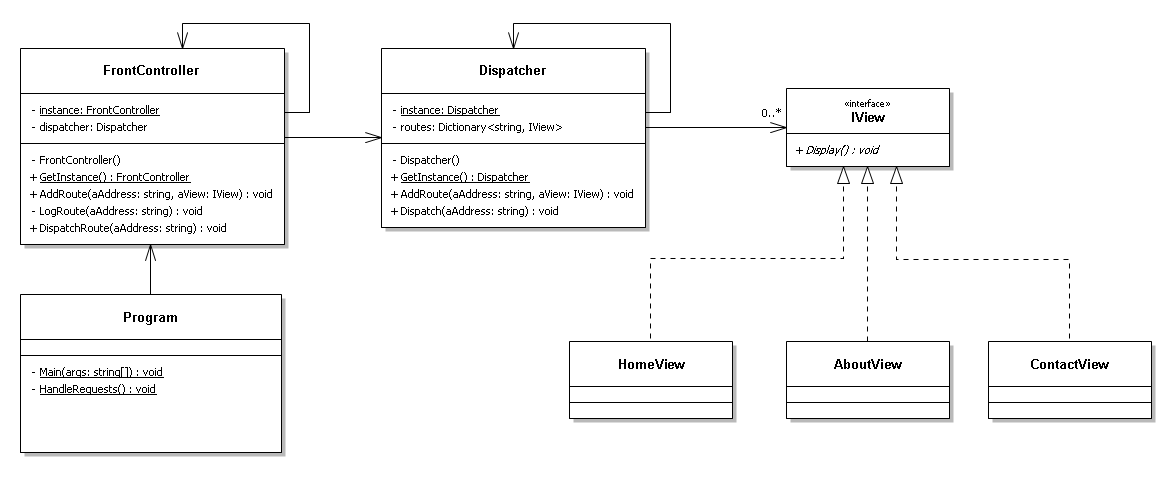 FrontController
- instance: FrontController
- dispatcher: Dispatcher
- FrontController()
+ GetInstance() : FrontController
+ AddRoute(aAddress: string, aView: IView) : void
- LogRoute(aAddress: string) : void
+ DispatchRoute(aAddress: string) : void
Dispatcher
- instance: Dispatcher
- routes: Dictionary<string, IView>
- Dispatcher()
+ GetInstance() : Dispatcher
+ AddRoute(aAddress: string, aView: IView) : void
+ Dispatch(aAddress: string) : void
0..*
«interface»
IView
+ Display() : void
Program
- Main(args: string[]) : void
- HandleRequests() : void
HomeView
AboutView
ContactView